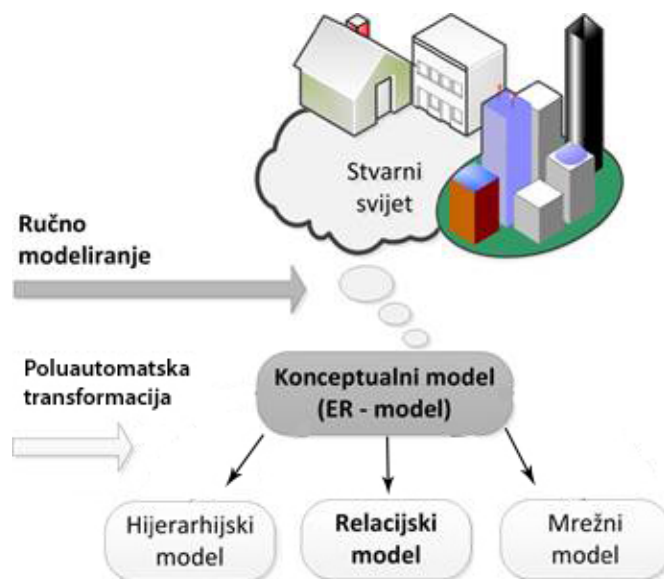 Stvarni
svijet
Ručno
modeliranje
Poluautomatska
transformacija
Konceptualni model
(ER - model)
Hijerarhijski
model
Relacijski
model
Mrežni
model